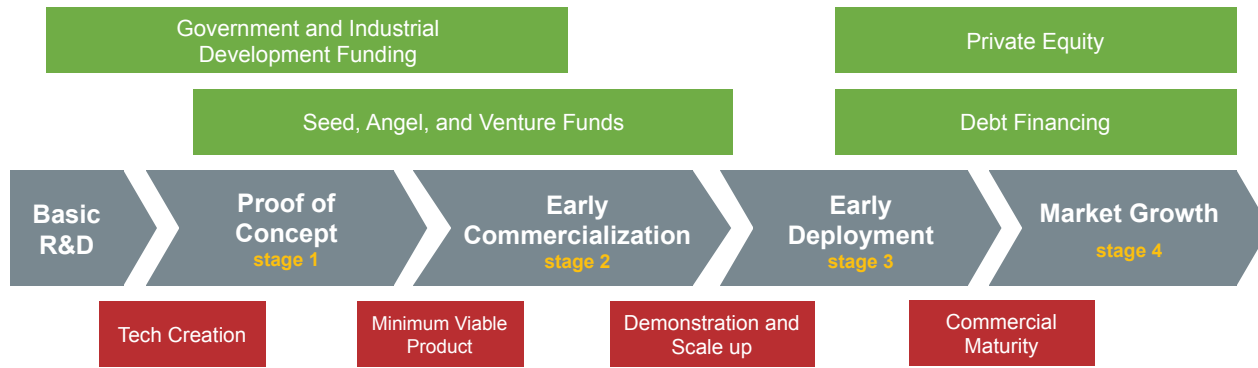 Government and Industrial
Development Funding
Private Equity
Seed, Angel, and Venture Funds
Debt Financing
Basic
R&D
Proof of
Concept
stage 1
Early
Commercialization
stage 2
Early
Deployment
stage 3
Market Growth
stage 4
Tech Creation
Minimum Viable
Product
Demonstration and
Scale up
Commercial
Maturity